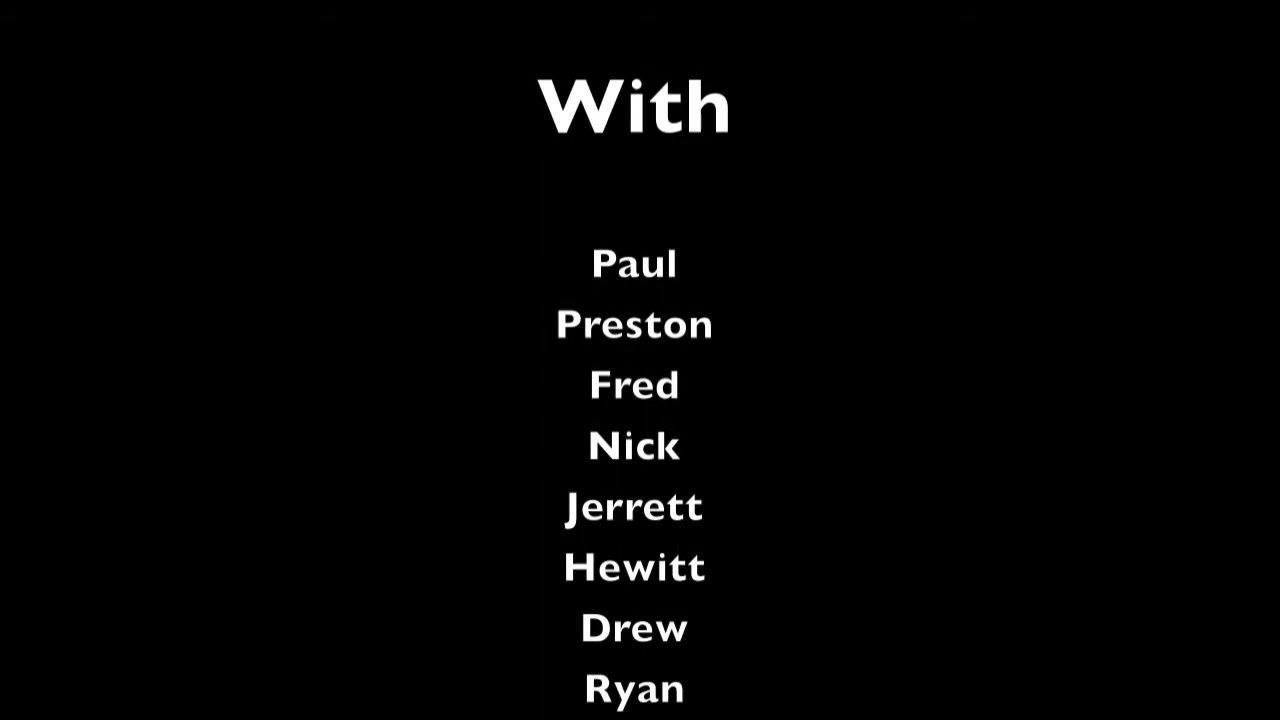 With
Paul
Preston
Fred
Nick
Jerrett
Hewitt
Drew
Ryan